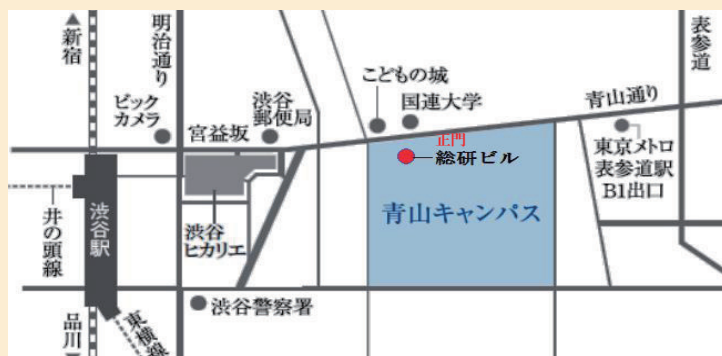 ▲新宿
明治通り
表参道
こどもの城
国連大学
青山通り
ビック
カメラ
宮益坂
渋谷
郵便局
正門
総研ビル
東京メトロ
表参道駅
B1出口
青山キャンパス
井の頭線
渋谷駅
渋谷
ヒカリエ
渋谷警察署
品川
東横線